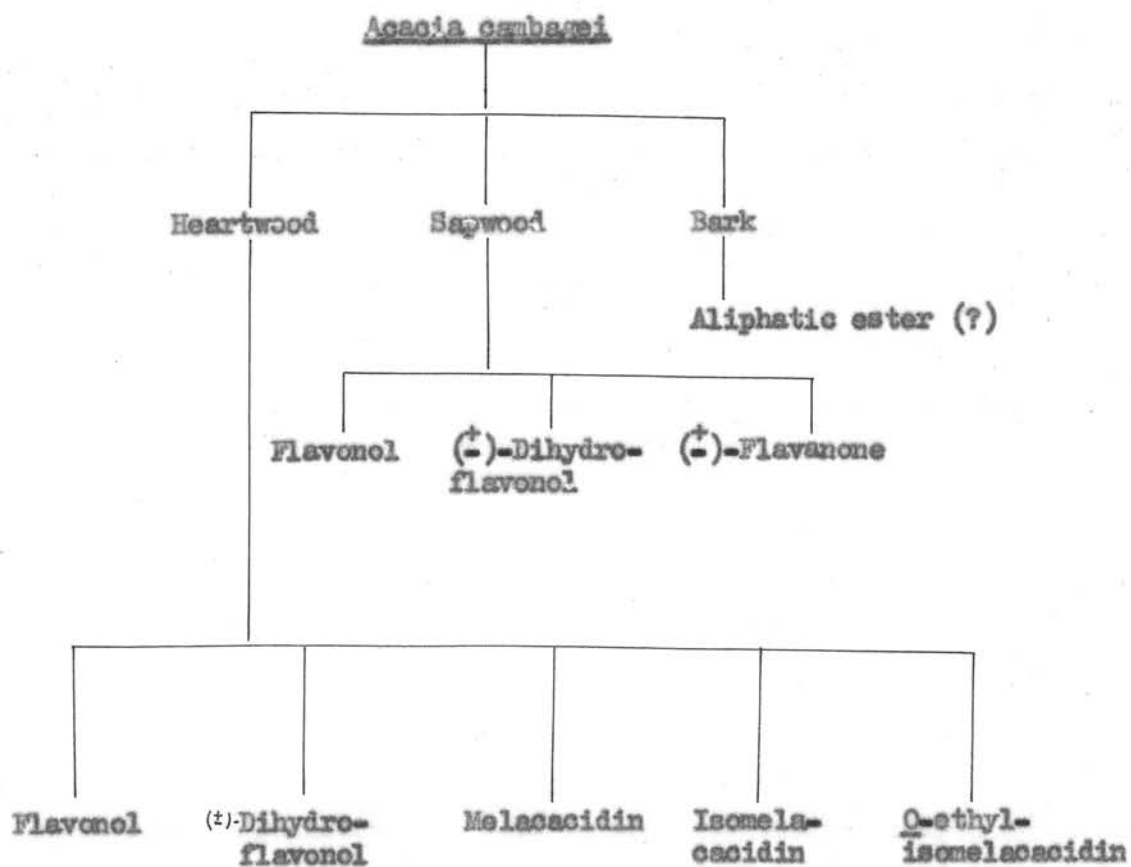 Acacia cambagei
Heartwood Sapwood Bark
Aliphatic ester (?)
Flavonol (±)-Dihydro- (±)-Flavanone
flavonol
Flavonol (±)-Dihydro- Melacacidin Isomela- O-ethyl-
flavonol cacidin isomelacacidin